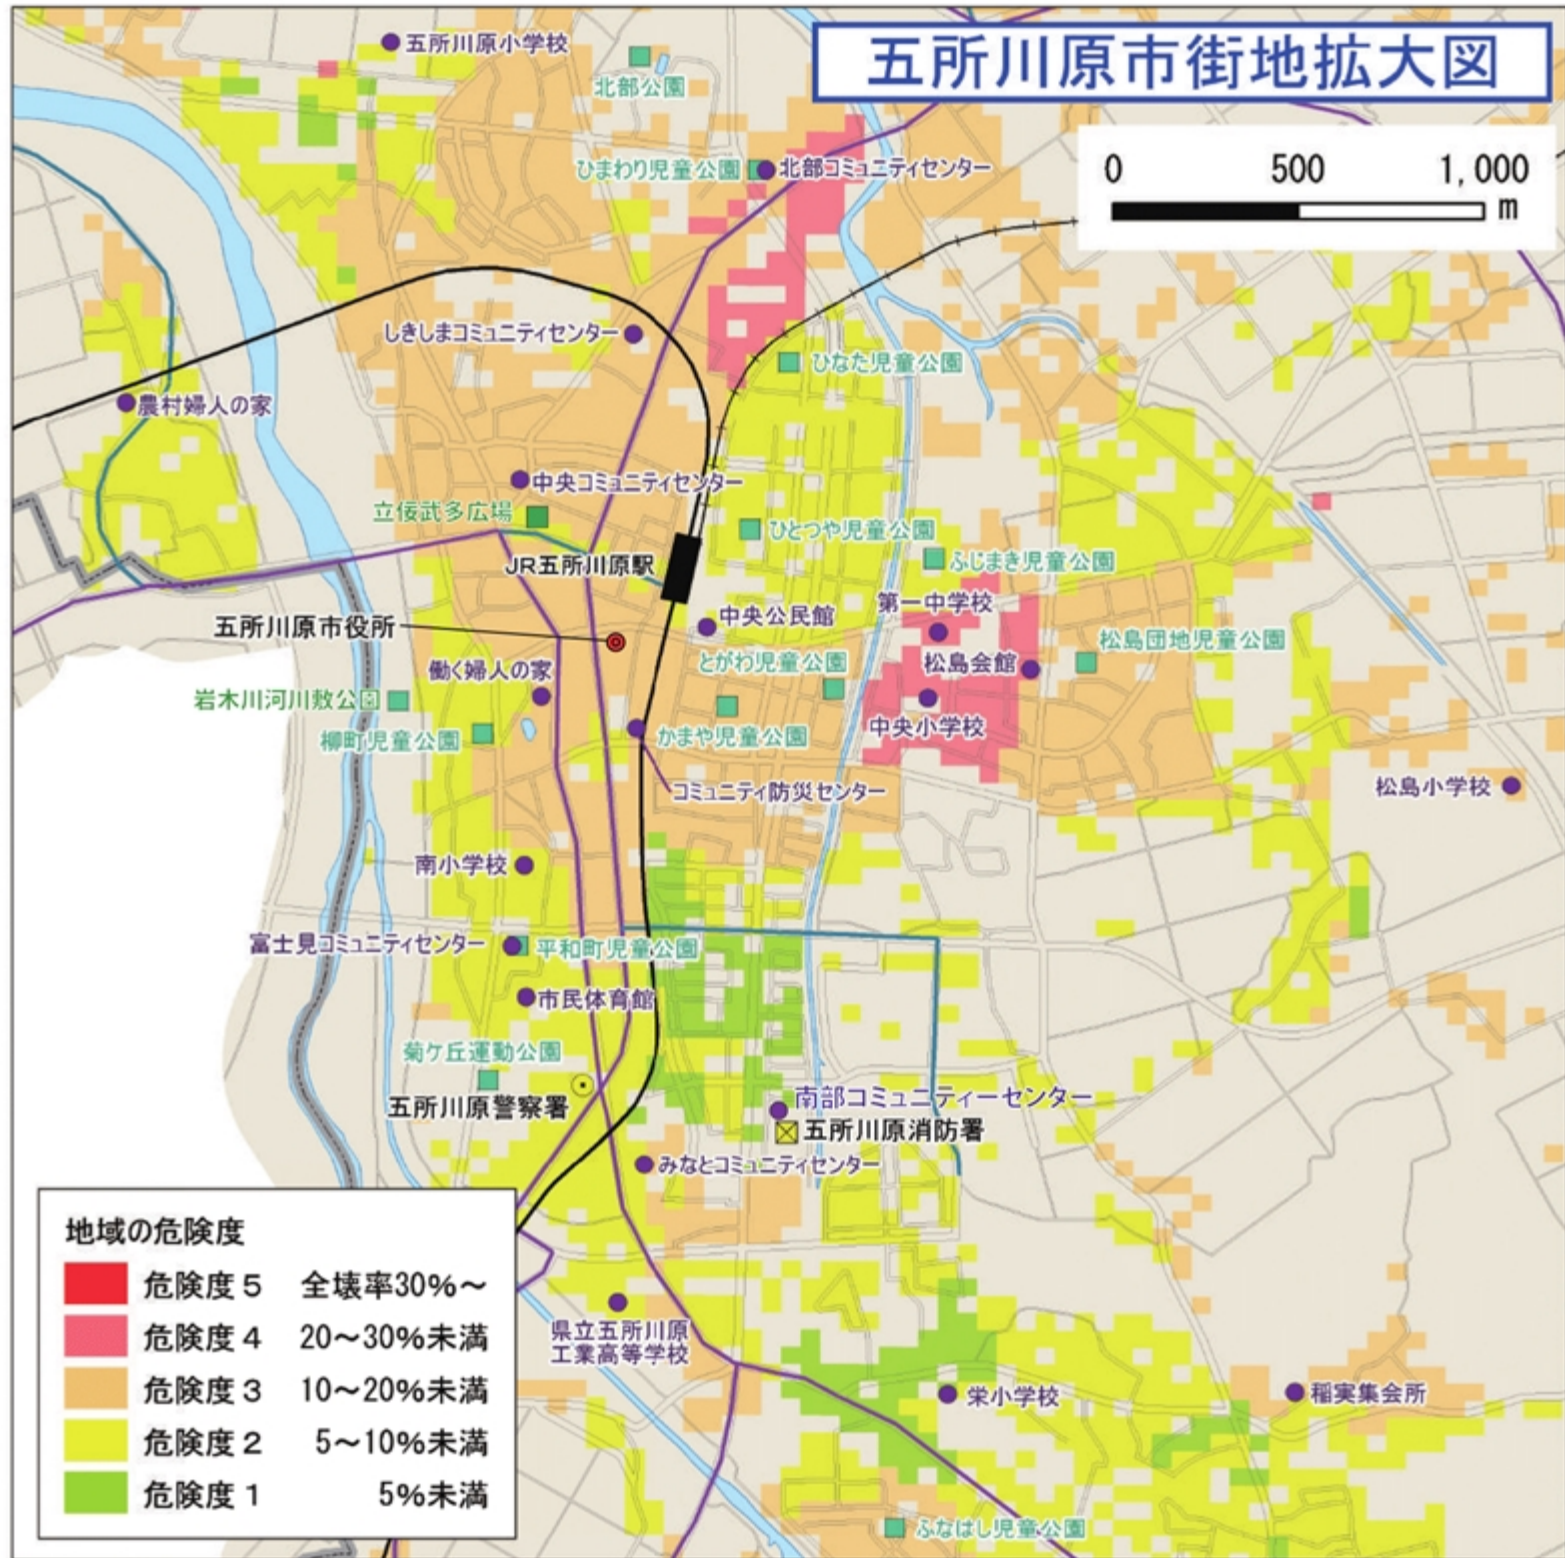 五所川原市街地拡大図
五所川原小学校
北部公園
0 500 1,000
m
ひまわり児童公園
北部コミュニティセンター
しきしまコミュニティセンター
ひなた児童公園
農村婦人の家
中央コミュニティセンター
立佞武多広場
ひとつや児童公園
JR五所川原駅
ふじまき児童公園
第一中学校
中央公民館
五所川原市役所
松島団地児童公園
とがわ児童公園
松島会館
働く婦人の家
岩木川河川敷公園
中央小学校
柳町児童公園
かまや児童公園
コミュニティ防災センター
松島小学校
南小学校
富士見コミュニティセンター
平和町児童公園
市民体育館
菊ケ丘運動公園
五所川原警察署
南部コミュニティーセンター
五所川原消防署
みなとコミュニティセンター
県立五所川原
工業高等学校
栄小学校
稲実集会所
ふなはし児童公園
地域の危険度
危険度5 全壊率30%~
危険度4 20~30%未満
危険度3 10~20%未満
危険度2 5~10%未満
危険度1 5%未満